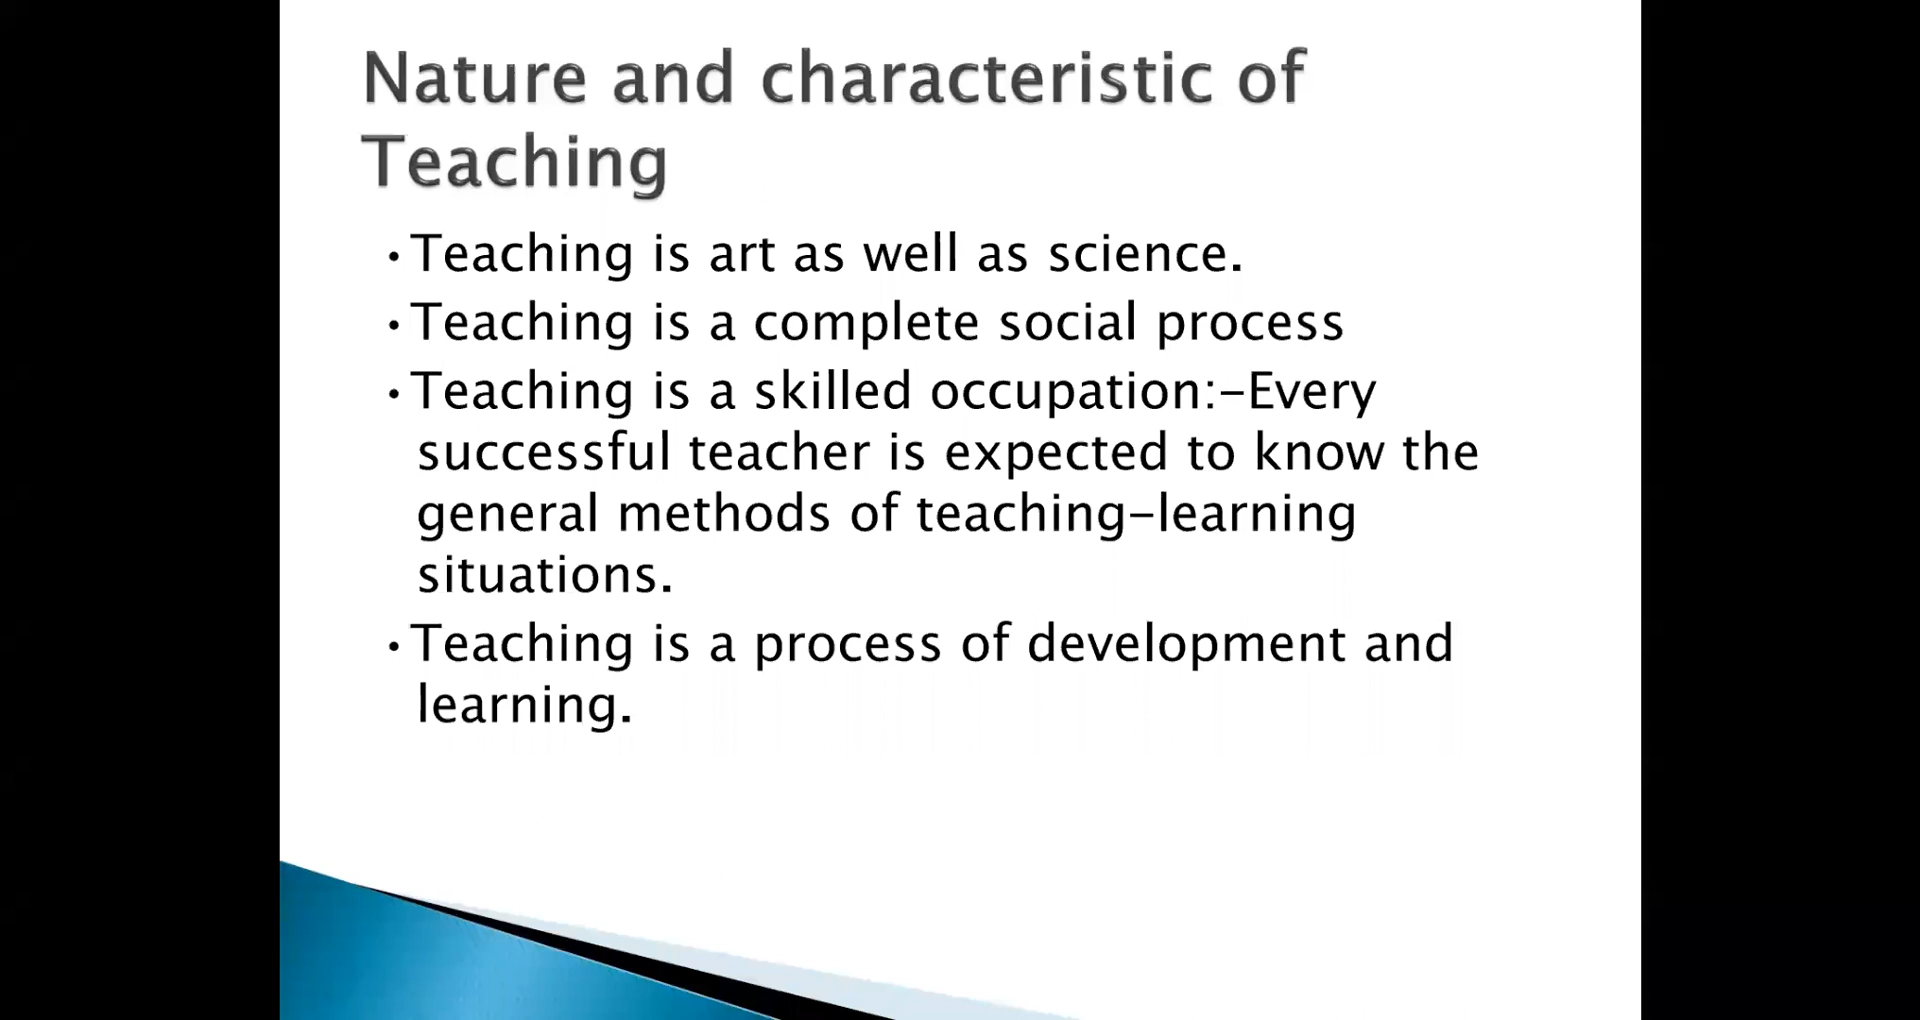 Nature and characteristic of
Teaching
•Teaching is art as well as science.
•Teaching is a complete social process
•Teaching is a skilled occupation:-Every
successful teacher is expected to know the
general methods of teaching-learning
situations.
•Teaching is a process of development and
learning.